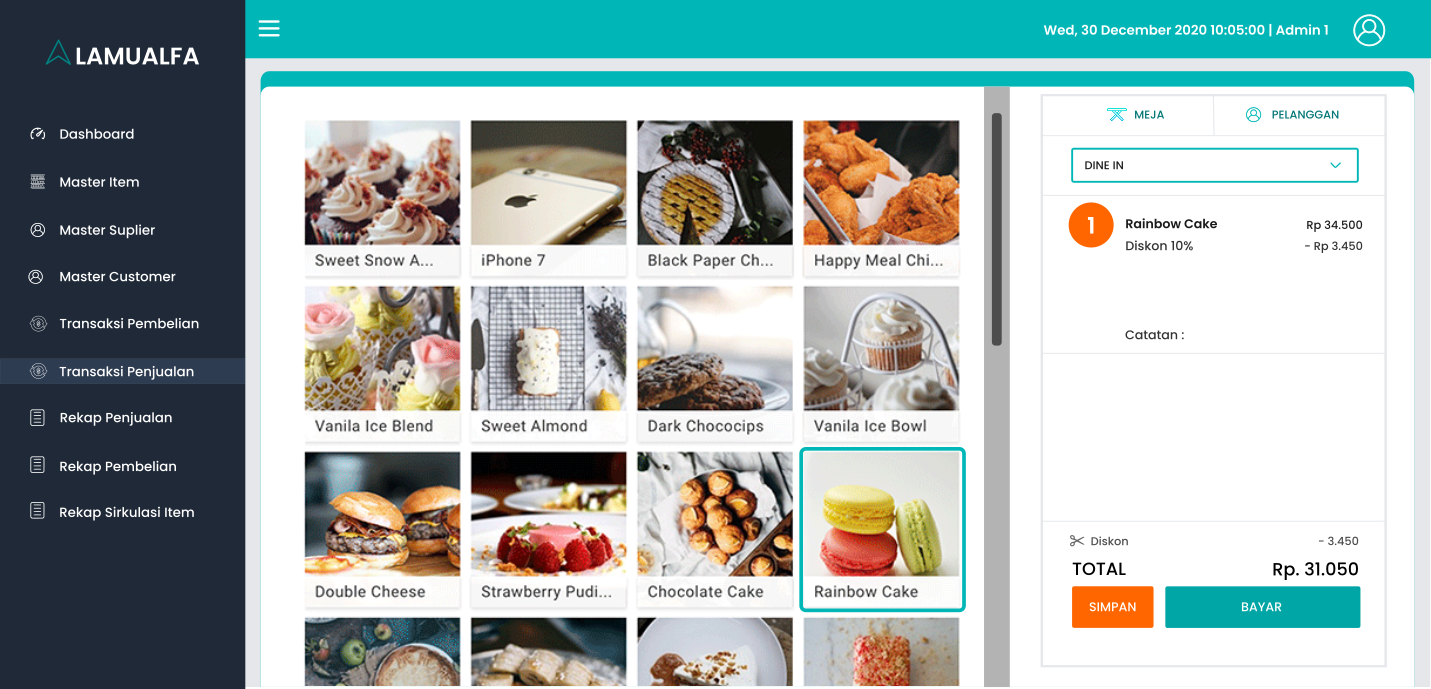 LAMUALFA
Dashboard
Master Item
Master Suplier
Master Customer
Transaksi Pembelian
Transaksi Penjualan
Rekap Penjualan
Rekap Pembelian
Rekap Sirkulasi Item
Wed, 30 December 2020 10:05:00 | Admin 1
Sweet Snow A...
iPhone 7
Black Paper Ch...
Happy Meal Chi...
Vanila Ice Blend
Sweet Almond
Dark Chococips
Vanila Ice Bowl
Double Cheese
Strawberry Pudi...
Chocolate Cake
Rainbow Cake
MEJA
PELANGGAN
DINE IN
1
Rainbow Cake
Rp 34.500
Diskon 10%
- Rp 3.450
Catatan :
Diskon
- 3.450
TOTAL
Rp. 31.050
SIMPAN
BAYAR